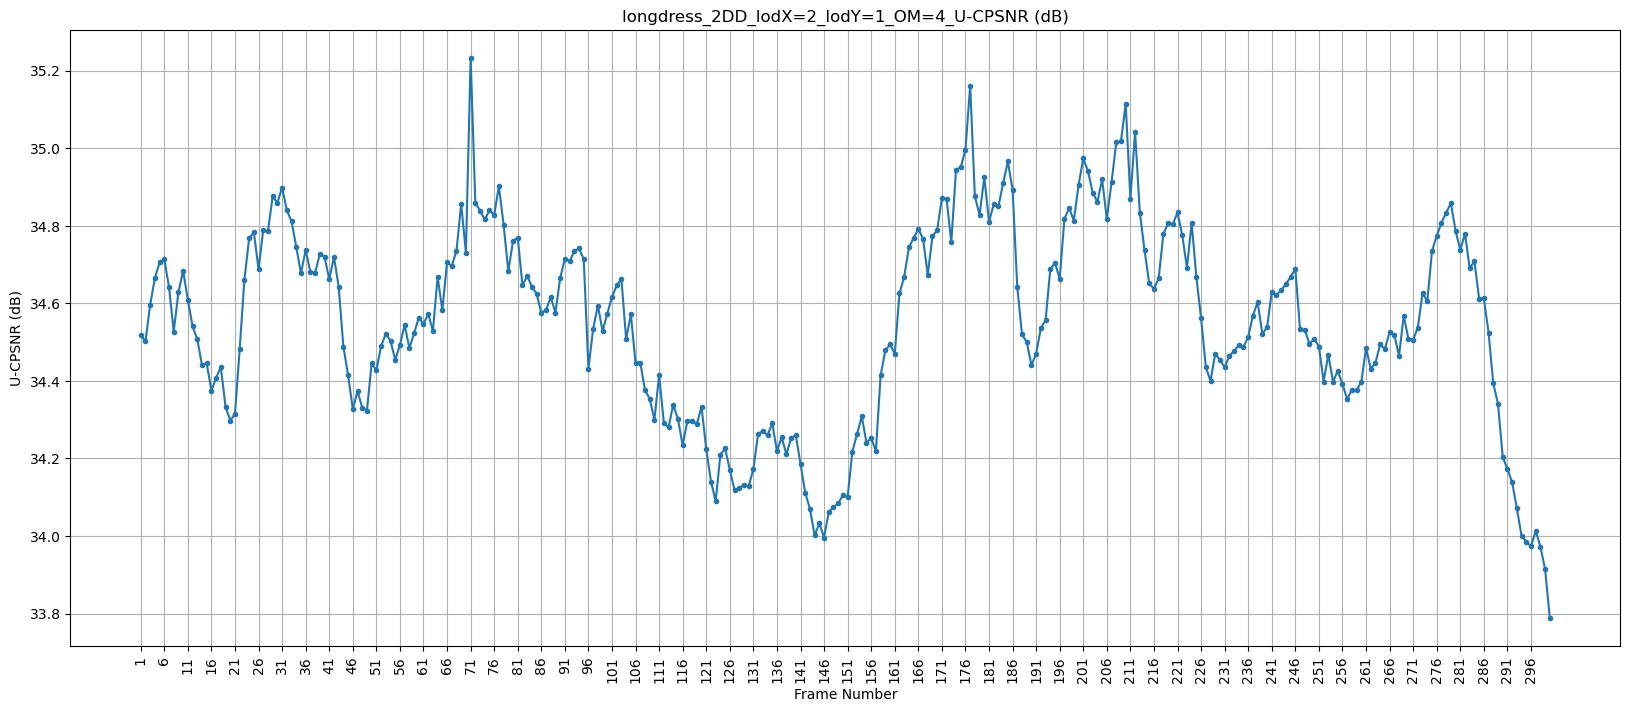 longdress_2DD_lodX=2_lodY=1_OM=4_U-CPSNR (dB)
U-CPSNR (dB)
35.2
35.0
34.8
34.6
34.4
34.2
34.0
33.8
1 6 11 16 21 26 31 36 41 46 51 56 61 66 71 76 81 86 91 96 101 106 111 116 121 126 131 136 141 146 151 156 161 166 171 176 181 186 191 196 201 206 211 216 221 226 231 236 241 246 251 256 261 266 271 276 281 286 291 296
Frame Number